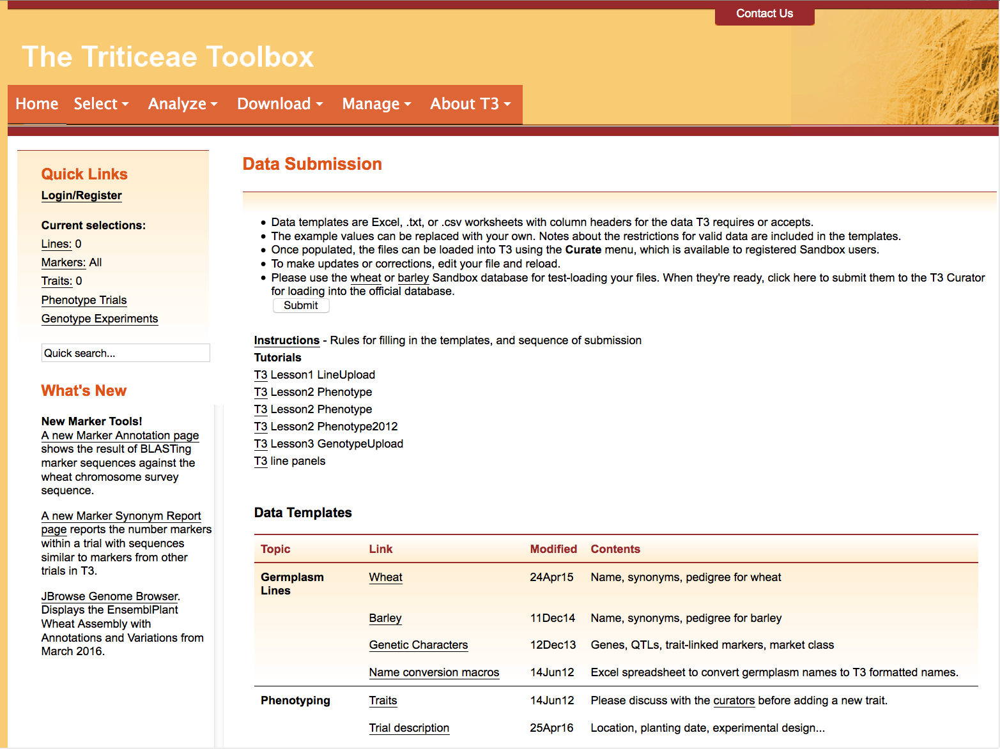 Contact Us
The Triticeae Toolbox
Home Select Analyze Download Manage About T3
Quick Links
Login/Register
Current selections:
Lines: 0
Markers: All
Traits: 0
Phenotype Trials
Genotype Experiments
Quick search...
What's New
New Marker Tools!
A new Marker Annotation page
shows the result of BLASTing
marker sequences against the
wheat chromosome survey
sequence.
A new Marker Synonym Report
page reports the number markers
within a trial with sequences
similar to markers from other
trials in T3.
JBrowse Genome Browser.
Displays the EnsemblPlant
Wheat Assembly with
Annotations and Variations from
March 2016.
Data Submission
• Data templates are Excel, .txt, or .csv worksheets with column headers for the data T3 requires or accepts.
• The example values can be replaced with your own. Notes about the restrictions for valid data are included in the templates.
• Once populated, the files can be loaded into T3 using the Curate menu, which is available to registered Sandbox users.
• To make updates or corrections, edit your file and reload.
• Please use the wheat or barley Sandbox database for test-loading your files. When they're ready, click here to submit them to the T3 Curator
for loading into the official database.
Submit
Instructions - Rules for filling in the templates, and sequence of submission
Tutorials
T3 Lesson1 LineUpload
T3 Lesson2 Phenotype
T3 Lesson2 Phenotype
T3 Lesson2 Phenotype2012
T3 Lesson3 GenotypeUpload
T3 line panels
Data Templates
Topic Link Modified Contents
Germplasm Wheat 24Apr15 Name, synonyms, pedigree for wheat
Lines
Barley 11Dec14 Name, synonyms, pedigree for barley
Genetic Characters 12Dec13 Genes, QTLs, trait-linked markers, market class
Name conversion macros 14Jun12 Excel spreadsheet to convert germplasm names to T3 formatted names.
Phenotyping Traits 14Jun12 Please discuss with the curators before adding a new trait.
Trial description 25Apr16 Location, planting date, experimental design...